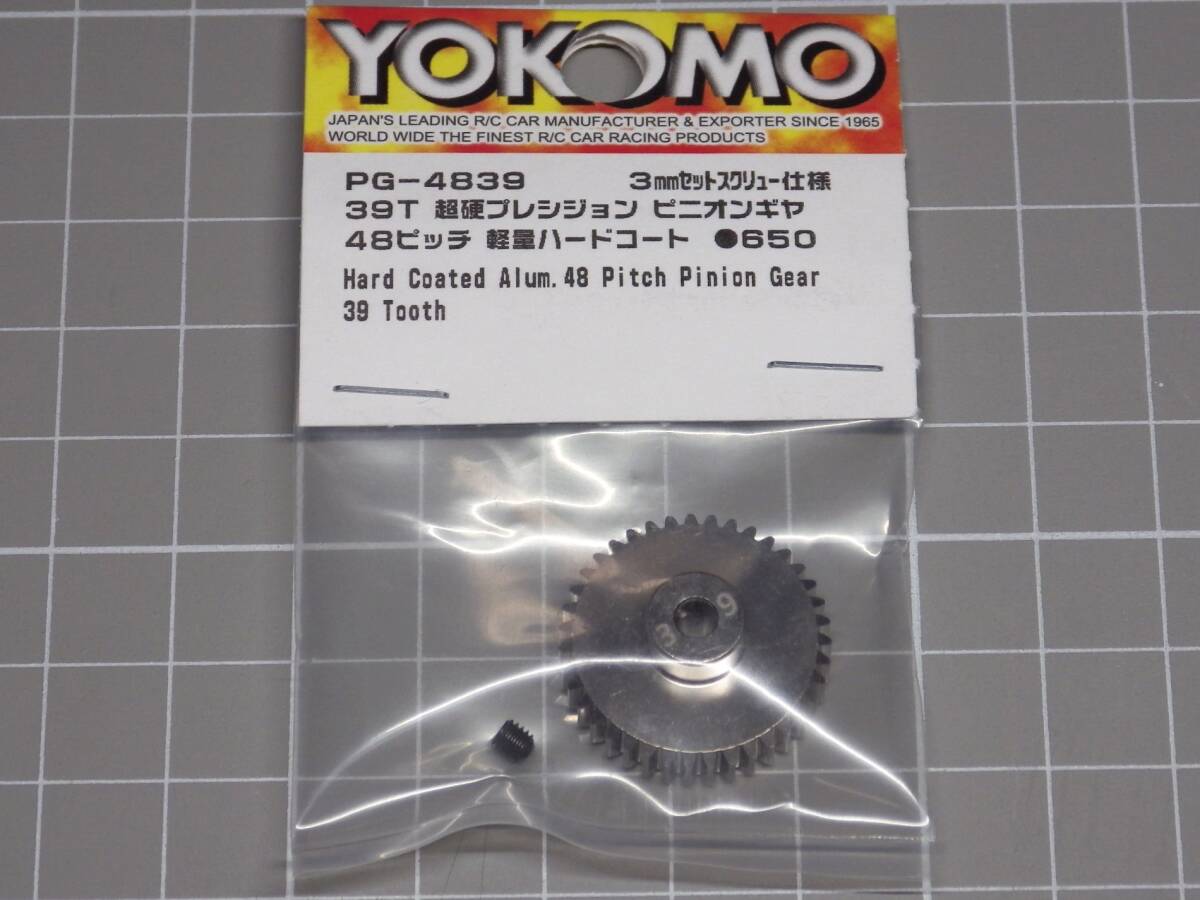 YOKOMO
JAPAN'S LEADING R/C CAR MANUFACTURER & EXPORTER SINCE 1965
WORLD WIDE THE FINEST R/C CAR RACING PRODUCTS
PG-4839 3mmｾｯﾄｽｸﾘｭｰ仕様
39T 超硬プレシジョン ピニオンギヤ
48ピッチ 軽量ハードコート ●650
Hard Coated Alum.48 Pitch Pinion Gear
39 Tooth
39